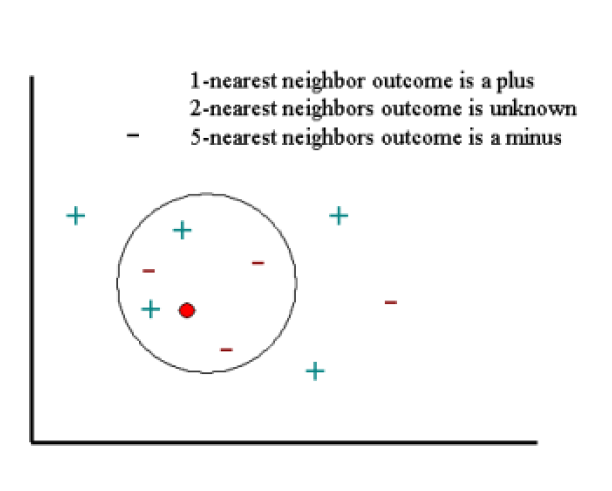 1-nearest neighbor outcome is a plus
2-nearest neighbors outcome is unknown
5-nearest neighbors outcome is a minus